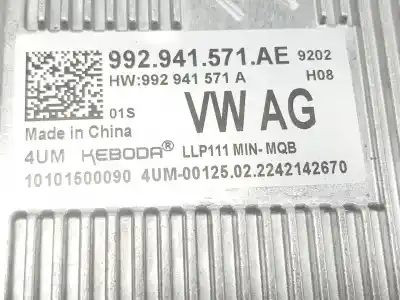 992.941.571.AE 9202
HW:992 941 571 A H08
01S VW AG
Made in China
4UM KEBODA® LLP111 MIN-MQB
10101500090 4UM-00125.02.2242142670